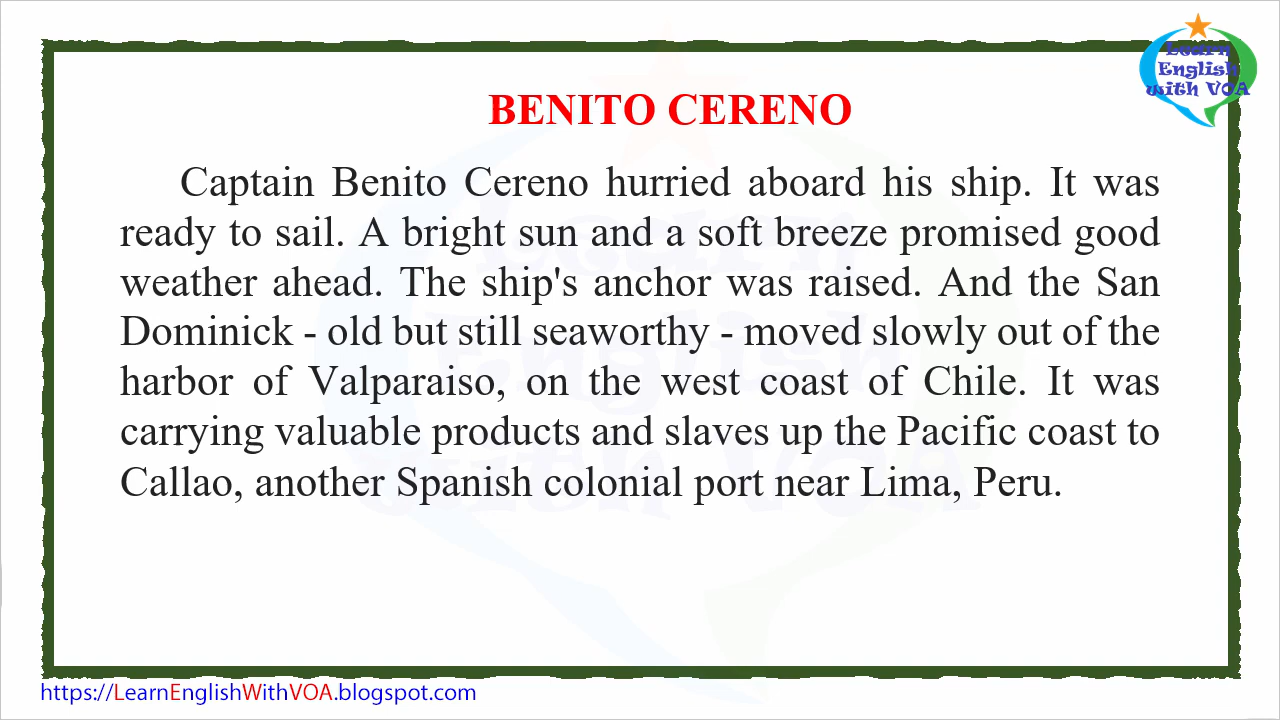 Learn
English
with VOA
BENITO CERENO
Captain Benito Cereno hurried aboard his ship. It was
ready to sail. A bright sun and a soft breeze promised good
weather ahead. The ship's anchor was raised. And the San
Dominick - old but still seaworthy - moved slowly out of the
harbor of Valparaiso, on the west coast of Chile. It was
carrying valuable products and slaves up the Pacific coast to
Callao, another Spanish colonial port near Lima, Peru.
Learn
English
with VOA
https://LearnEnglishWithVOA.blogspot.com